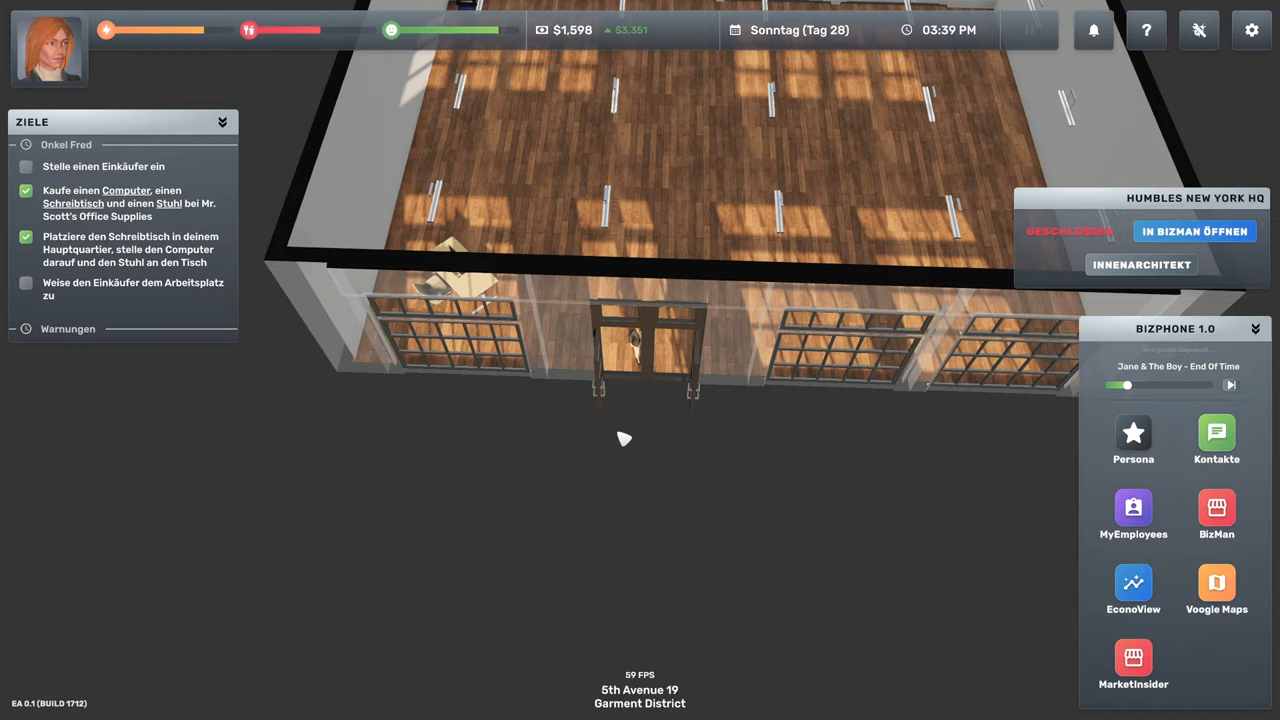 $1,598
$3,351
Sonntag (Tag 28)
03:39 PM
?
ZIELE
Onkel Fred
Stelle einen Einkäufer ein
Kaufe einen Computer, einen
Schreibtisch und einen Stuhl bei Mr.
Scott's Office Supplies
Platziere den Schreibtisch in deinem
Hauptquartier, stelle den Computer
darauf und den Stuhl an den Tisch
Weise den Einkäufer dem Arbeitsplatz
zu
Warnungen
HUMBLES NEW YORK HQ
GESCHLOSSEN
IN BIZMAN ÖFFNEN
INNENARCHITEKT
BIZPHONE 1.0
Wird gerade abgespielt ...
Jane & The Boy - End Of Time
Persona
Kontakte
MyEmployees
BizMan
EconoView
Voogle Maps
MarketInsider
59 FPS
5th Avenue 19
Garment District
EA 0.1 (BUILD 1712)